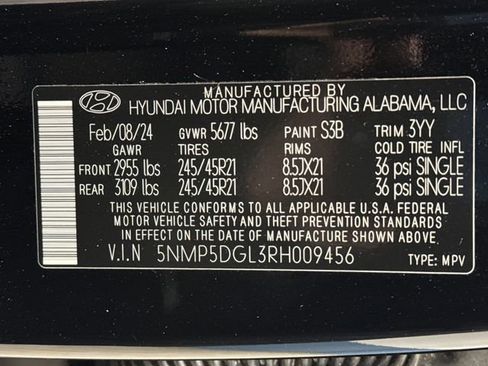 MANUFACTURED BY
HYUNDAI MOTOR MANUFACTURING ALABAMA, LLC
Feb/08/24 GVWR 5677 lbs PAINT S3B TRIM 3YY
GAWR TIRES RIMS COLD TIRE INFL
FRONT 2955 lbs 245/45R21 8.5JX21 36 psi SINGLE
REAR 3109 lbs 245/45R21 8.5JX21 36 psi SINGLE
THIS VEHICLE CONFORMS TO ALL APPLICABLE U.S.A. FEDERAL
MOTOR VEHICLE SAFETY AND THEFT PREVENTION STANDARDS
IN EFFECT ON THE DATE OF MANUFACTURE SHOWN ABOVE.
V.I.N 5NMP5DGL3RH009456 TYPE: MPV